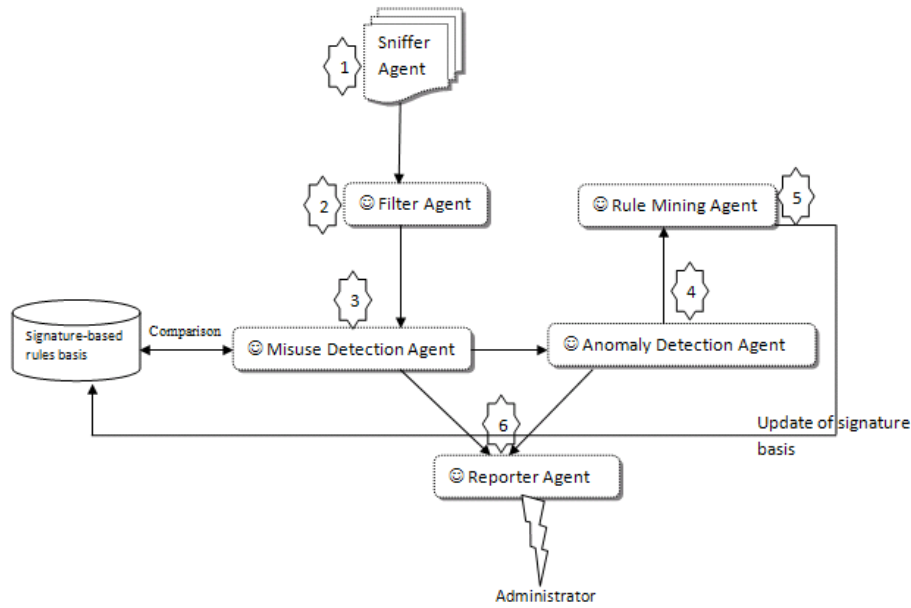 Sniffer
Agent
1
2
☺ Filter Agent
☺ Rule Mining Agent
5
3
4
Signature-based
rules basis
Comparison
☺ Misuse Detection Agent
☺ Anomaly Detection Agent
6
Update of signature
basis
☺ Reporter Agent
Administrator